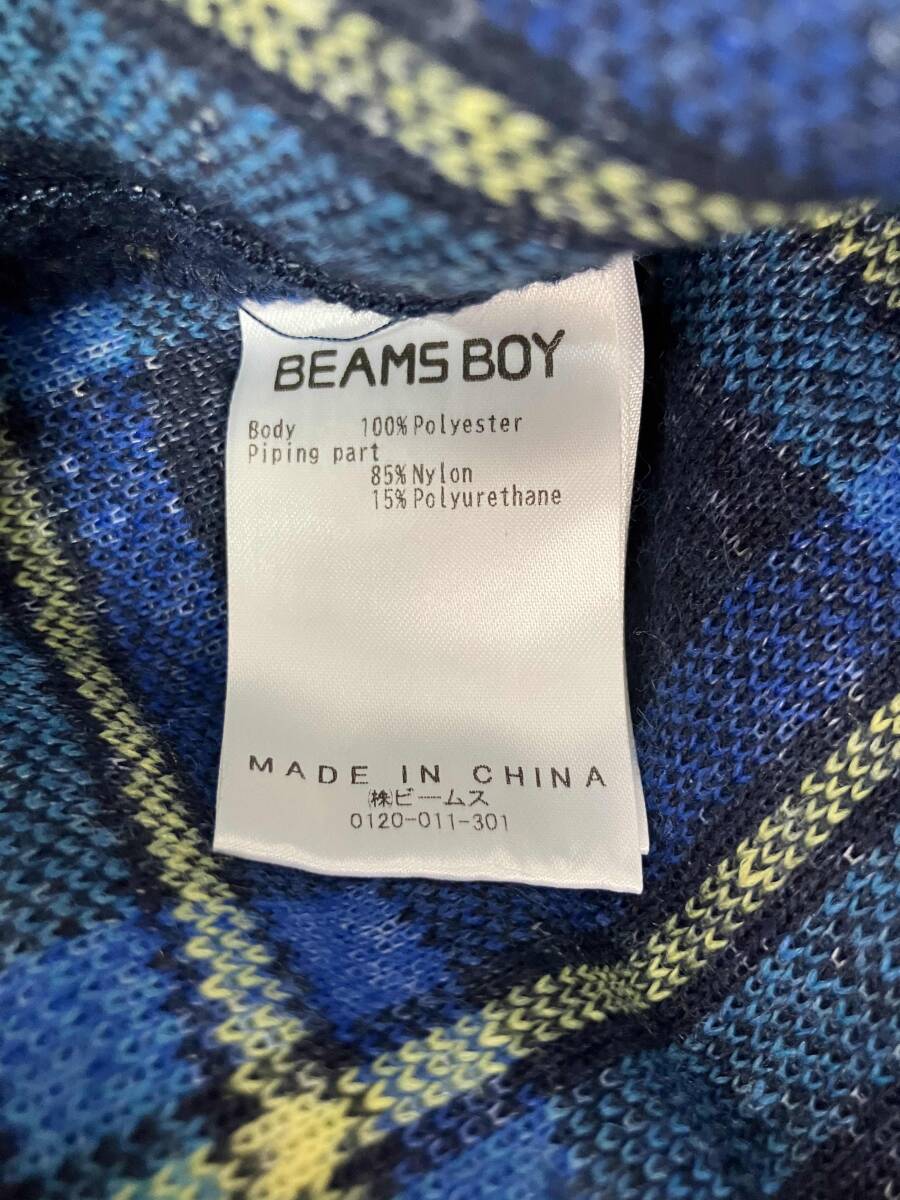 BEAMS BOY
Body 100% Polyester
Piping part
85% Nylon
15% Polyurethane
MADE IN CHINA
㈱ビームス
0120-011-301